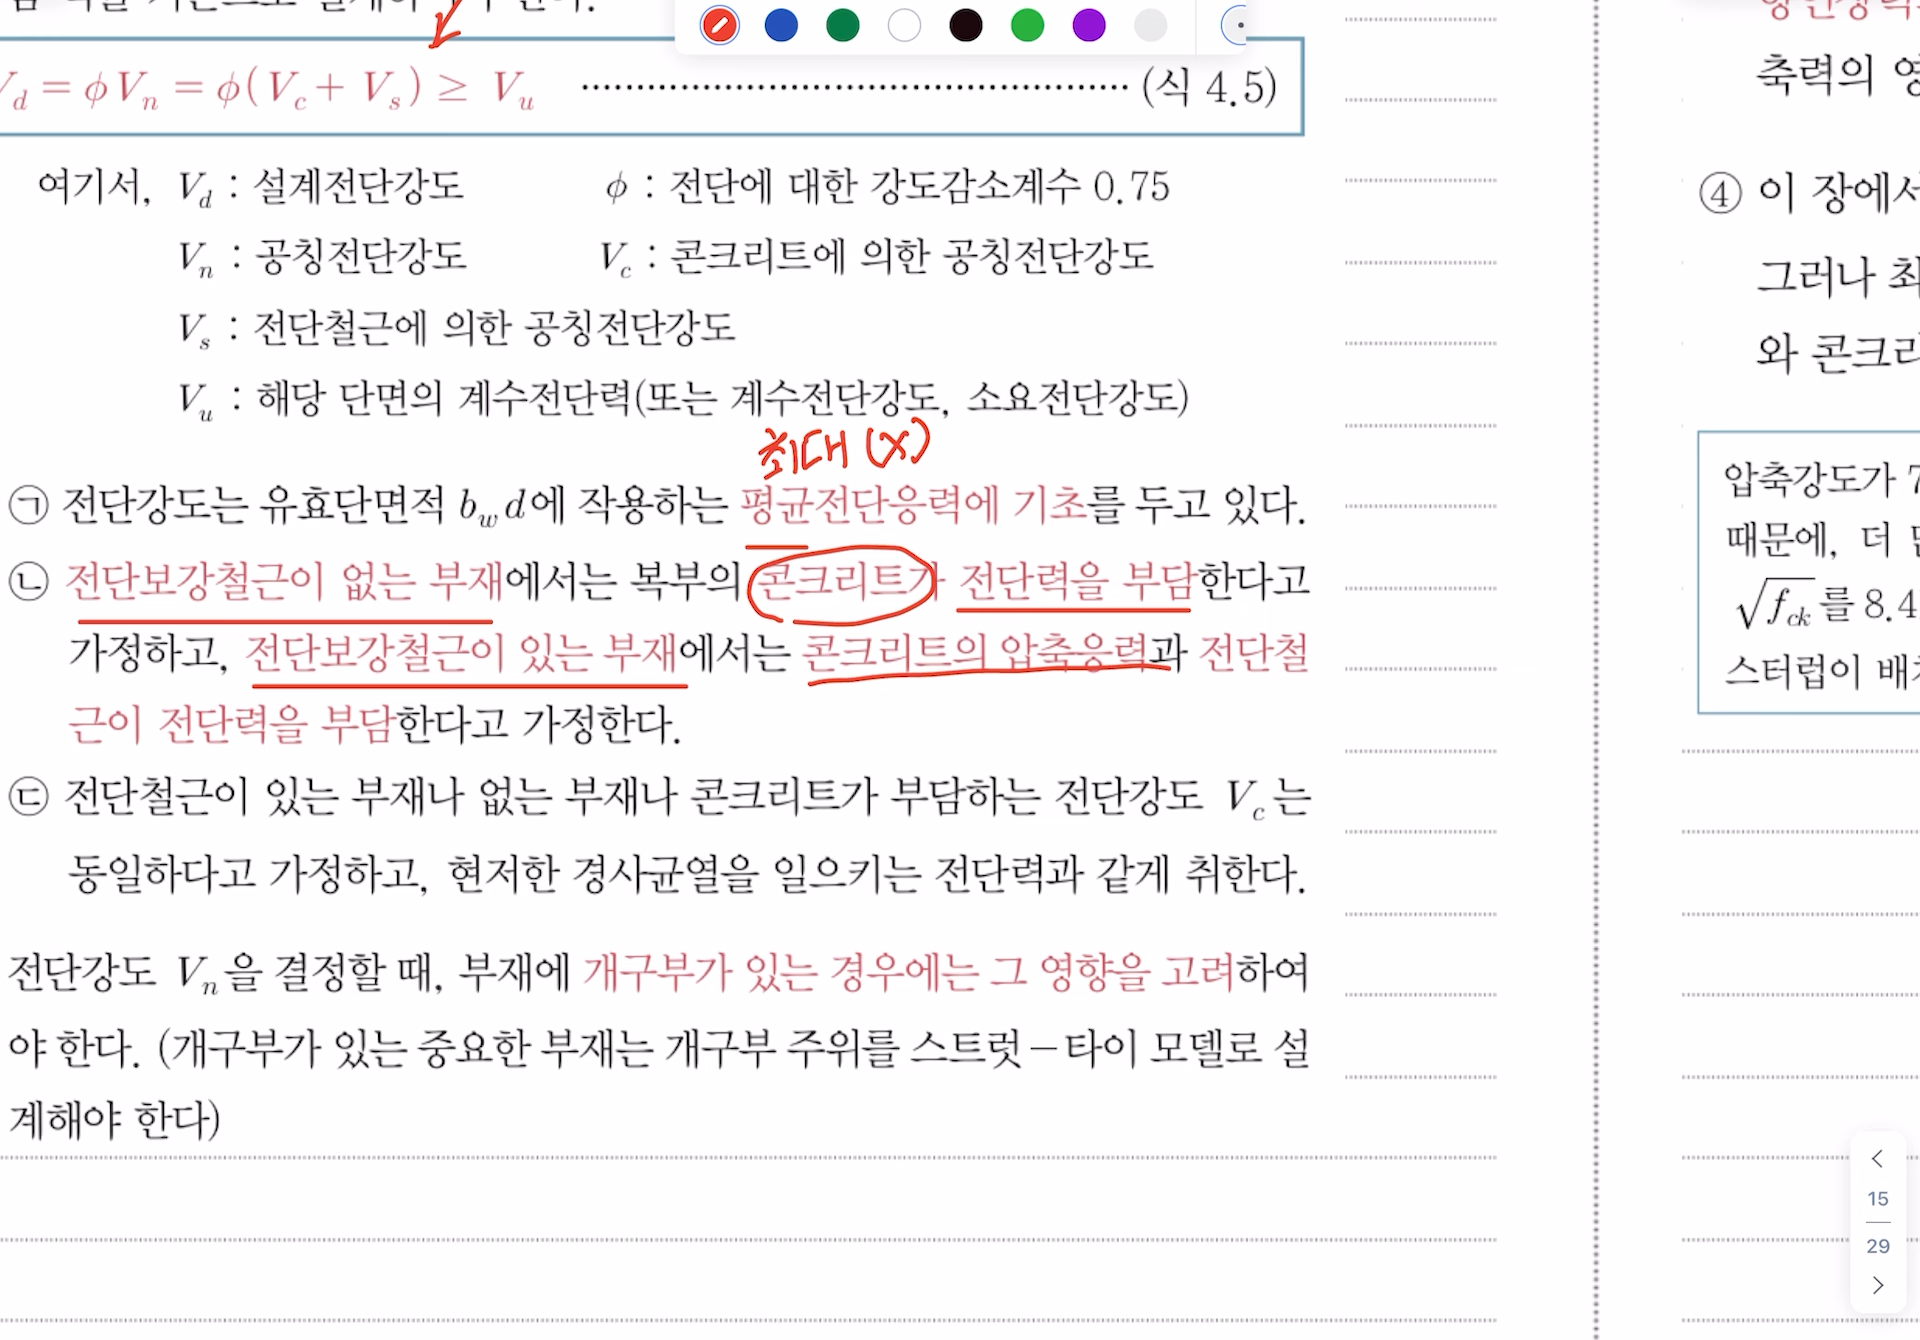 V_d = φV_n = φ(V_c + V_s) ≥ V_u ⋯⋯⋯ (식 4.5)
여기서, V_d : 설계전단강도 φ : 전단에 대한 강도감소계수 0.75
V_n : 공칭전단강도 V_c : 콘크리트에 의한 공칭전단강도
V_s : 전단철근에 의한 공칭전단강도
V_u : 해당 단면의 계수전단력(또는 계수전단강도, 소요전단강도)
최대 (X)
㉠ 전단강도는 유효단면적 b_w d에 작용하는 평균전단응력에 기초를 두고 있다.
㉡ 전단보강철근이 없는 부재에서는 복부의 콘크리트가 전단력을 부담한다고
가정하고, 전단보강철근이 있는 부재에서는 콘크리트의 압축응력과 전단철
근이 전단력을 부담한다고 가정한다.
㉢ 전단철근이 있는 부재나 없는 부재나 콘크리트가 부담하는 전단강도 V_c는
동일하다고 가정하고, 현저한 경사균열을 일으키는 전단력과 같게 취한다.
전단강도 V_n을 결정할 때, 부재에 개구부가 있는 경우에는 그 영향을 고려하여
야 한다. (개구부가 있는 중요한 부재는 개구부 주위를 스트럿-타이 모델로 설
계해야 한다)
축력의 영
④ 이 장에서
그러나 최
와 콘크리
압축강도가 7
때문에, 더
√f_ck를 8.4
스터럽이 배치
15
29